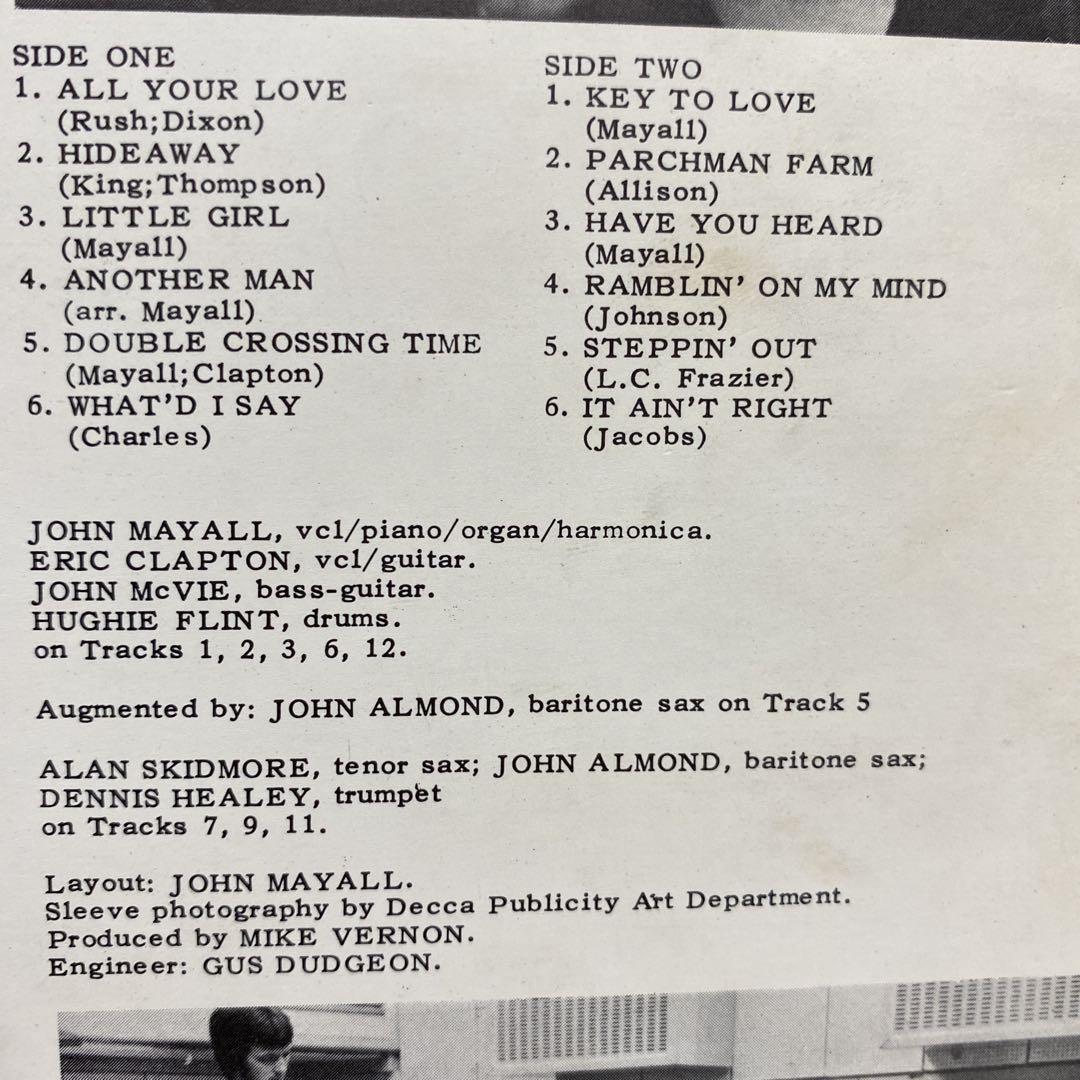 SIDE ONE
1. ALL YOUR LOVE
(Rush;Dixon)
2. HIDEAWAY
(King;Thompson)
3. LITTLE GIRL
(Mayall)
4. ANOTHER MAN
(arr. Mayall)
5. DOUBLE CROSSING TIME
(Mayall;Clapton)
6. WHAT'D I SAY
(Charles)
SIDE TWO
1. KEY TO LOVE
(Mayall)
2. PARCHMAN FARM
(Allison)
3. HAVE YOU HEARD
(Mayall)
4. RAMBLIN' ON MY MIND
(Johnson)
5. STEPPIN' OUT
(L.C. Frazier)
6. IT AIN'T RIGHT
(Jacobs)
JOHN MAYALL, vcl/piano/organ/harmonica.
ERIC CLAPTON, vcl/guitar.
JOHN McVIE, bass-guitar.
HUGHIE FLINT, drums.
on Tracks 1, 2, 3, 6, 12.
Augmented by: JOHN ALMOND, baritone sax on Track 5
ALAN SKIDMORE, tenor sax; JOHN ALMOND, baritone sax;
DENNIS HEALEY, trumpet
on Tracks 7, 9, 11.
Layout: JOHN MAYALL.
Sleeve photography by Decca Publicity Art Department.
Produced by MIKE VERNON.
Engineer: GUS DUDGEON.